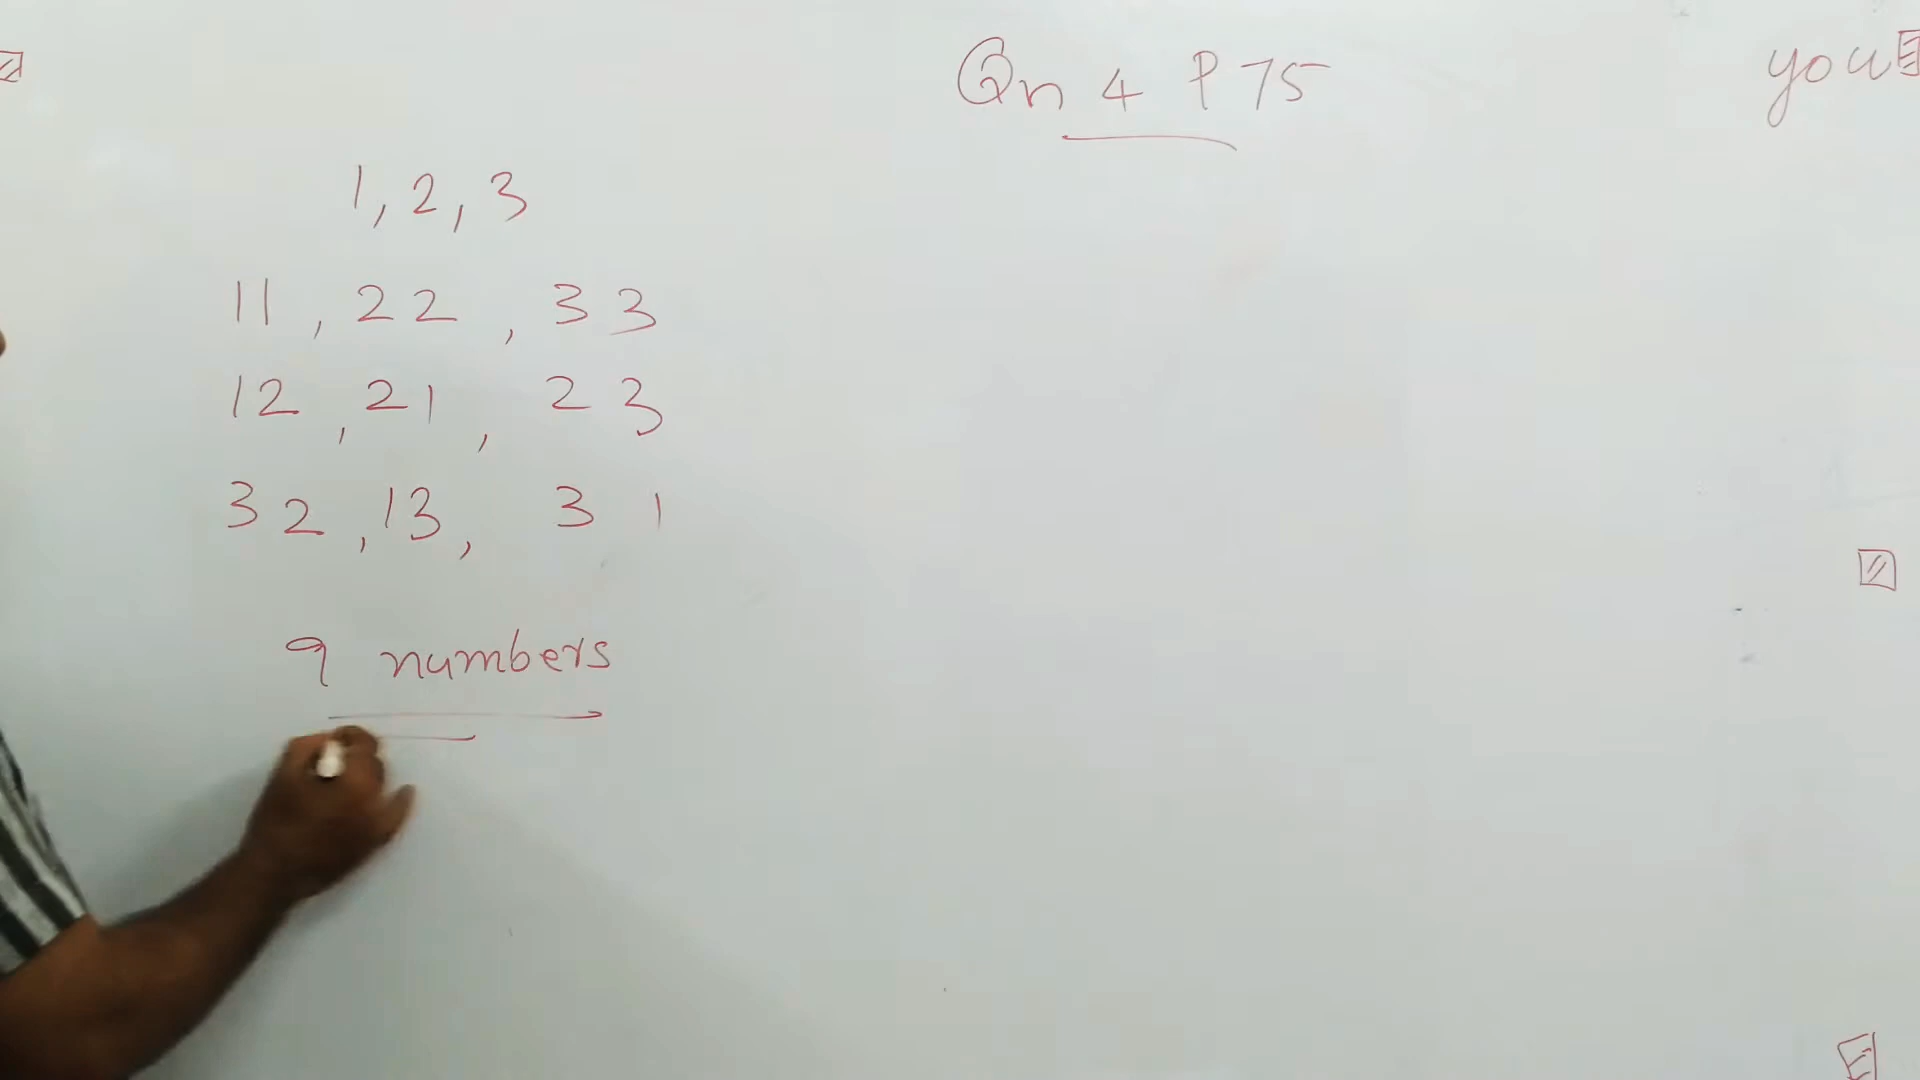 Qn 4 P 75
you
1, 2, 3
11, 22, 33
12, 21, 23
32, 13, 31
9 numbers